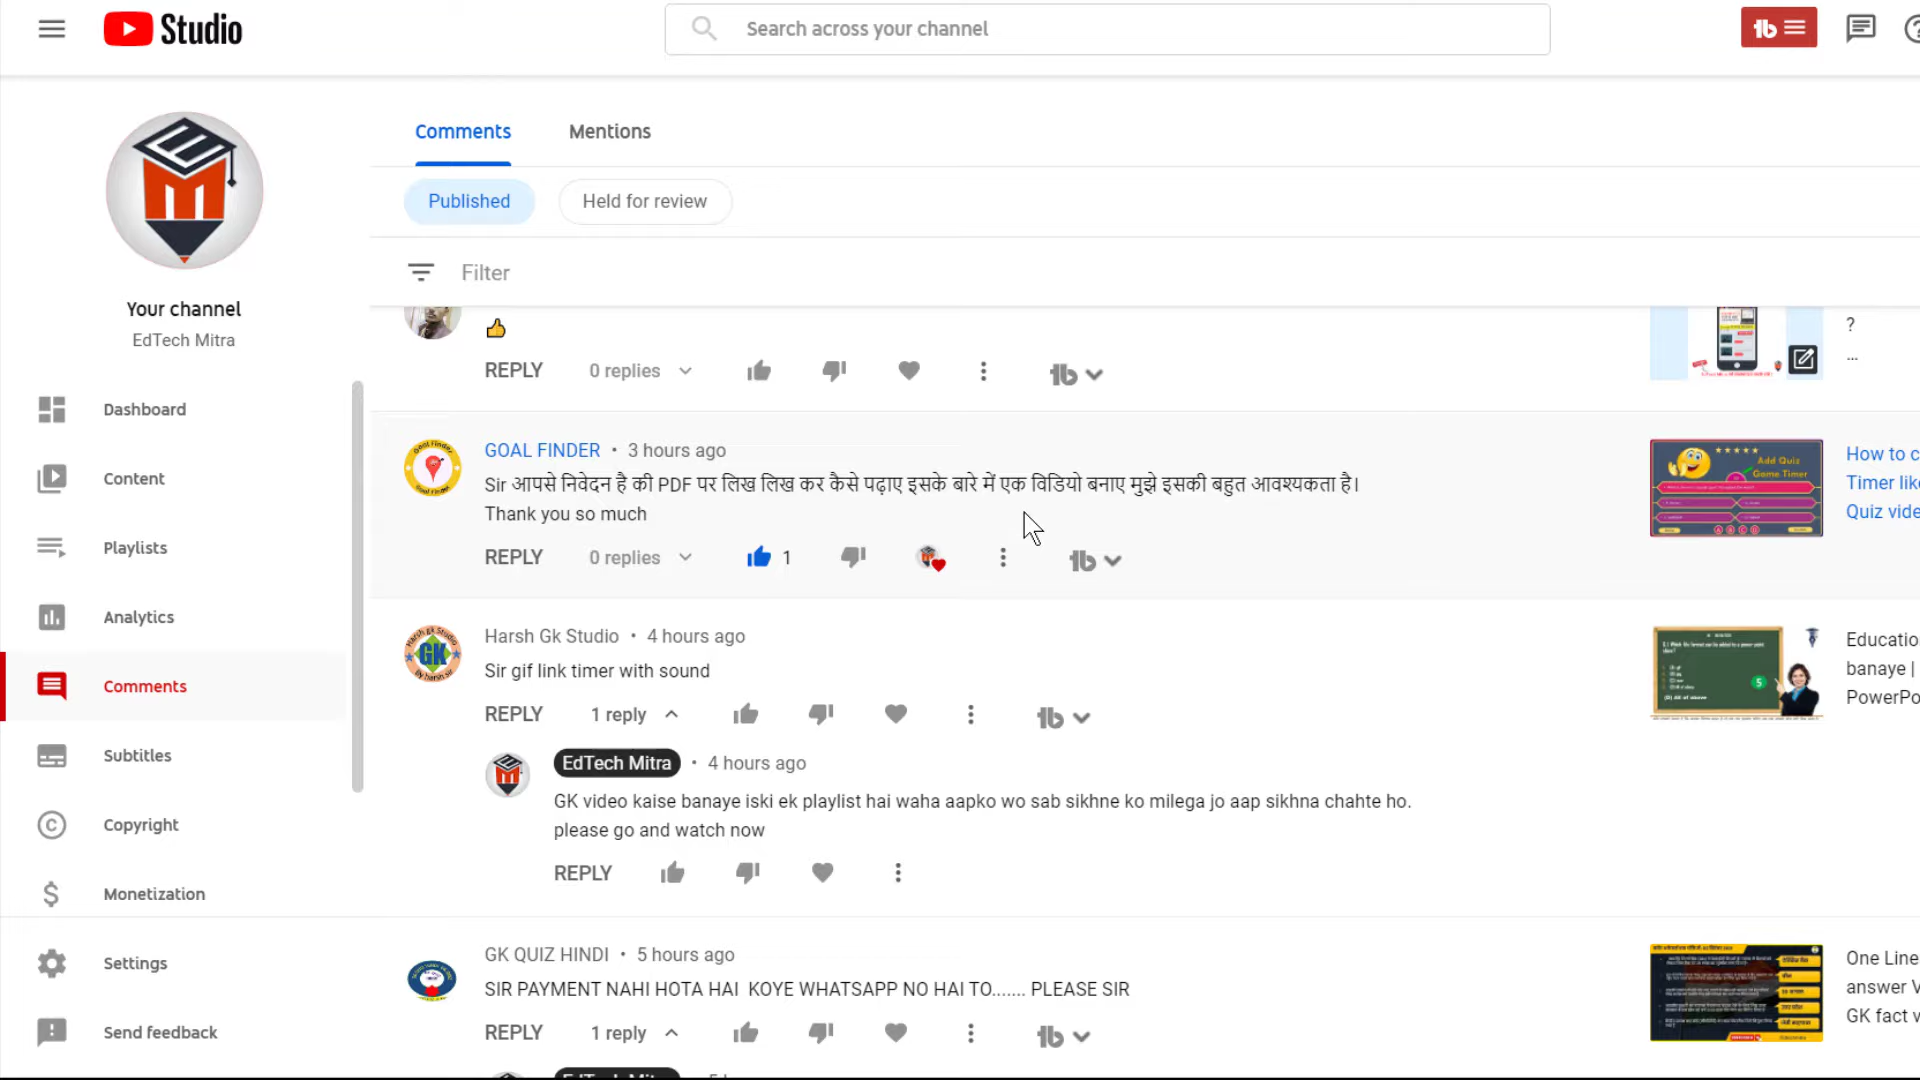 Studio
Search across your channel
Comments
Mentions
Published
Held for review
Filter
Your channel
EdTech Mitra
Dashboard
Content
Playlists
Analytics
Comments
Subtitles
Copyright
Monetization
Settings
Send feedback
👍
?
...
REPLY 0 replies
GOAL FINDER • 3 hours ago
Sir आपसे निवेदन है की PDF पर लिख लिख कर कैसे पढ़ाए इसके बारे में एक विडियो बनाए मुझे इसकी बहुत आवश्यकता है।
Thank you so much
REPLY 0 replies 1
Add Quiz
Game Timer
How to c
Timer lik
Quiz vide
Harsh Gk Studio • 4 hours ago
Sir gif link timer with sound
REPLY 1 reply
Educatio
banaye |
PowerPo
EdTech Mitra • 4 hours ago
GK video kaise banaye iski ek playlist hai waha aapko wo sab sikhne ko milega jo aap sikhna chahte ho.
please go and watch now
REPLY
GK QUIZ HINDI • 5 hours ago
SIR PAYMENT NAHI HOTA HAI KOYE WHATSAPP NO HAI TO....... PLEASE SIR
REPLY 1 reply
One Line
answer V
GK fact v